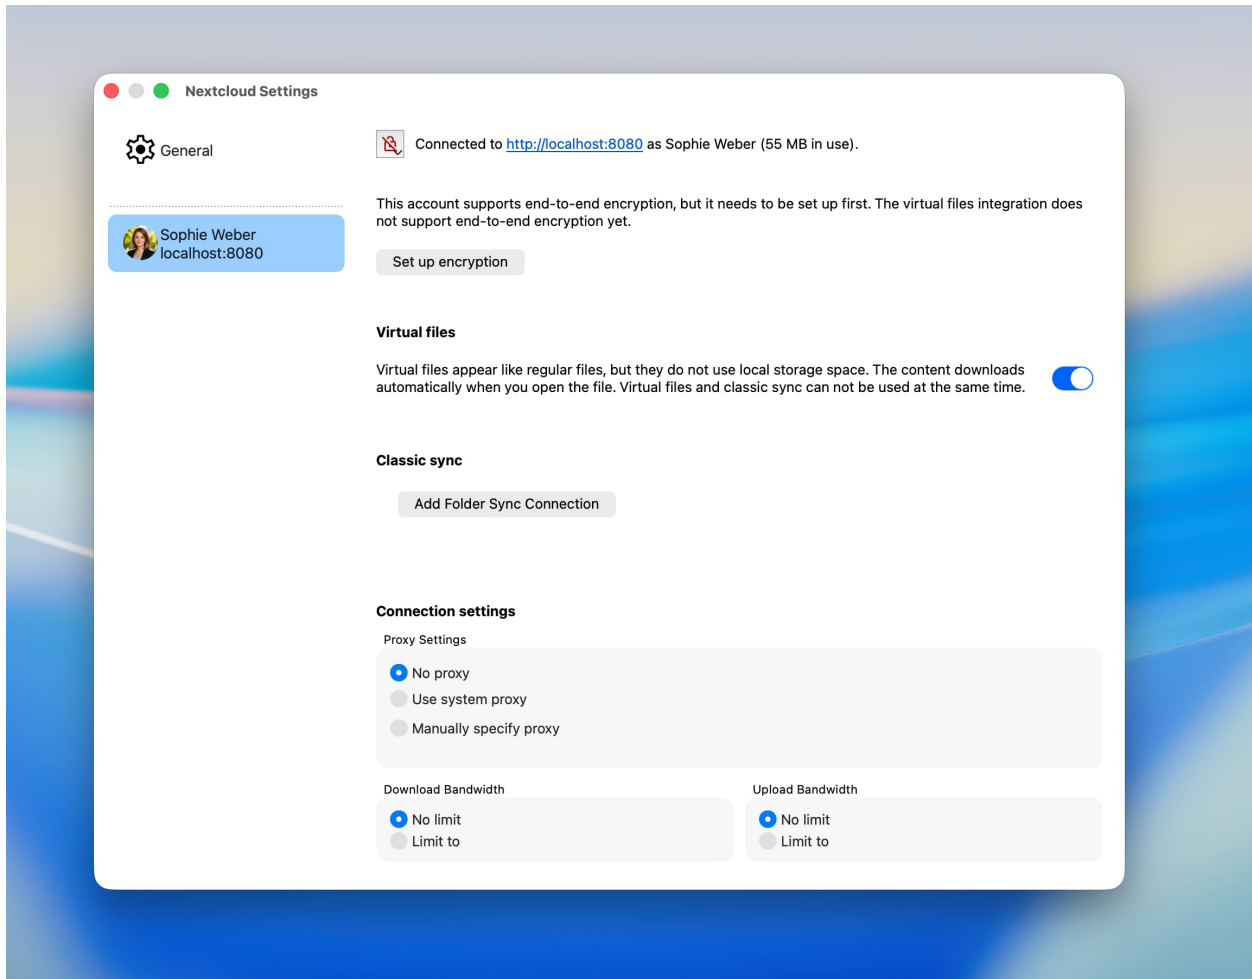 Nextcloud Settings
General
Sophie Weber
localhost:8080
Connected to http://localhost:8080 as Sophie Weber (55 MB in use).
This account supports end-to-end encryption, but it needs to be set up first. The virtual files integration does
not support end-to-end encryption yet.
Set up encryption
Virtual files
Virtual files appear like regular files, but they do not use local storage space. The content downloads
automatically when you open the file. Virtual files and classic sync can not be used at the same time.
Classic sync
Add Folder Sync Connection
Connection settings
Proxy Settings
No proxy
Use system proxy
Manually specify proxy
Download Bandwidth
No limit
Limit to
Upload Bandwidth
No limit
Limit to